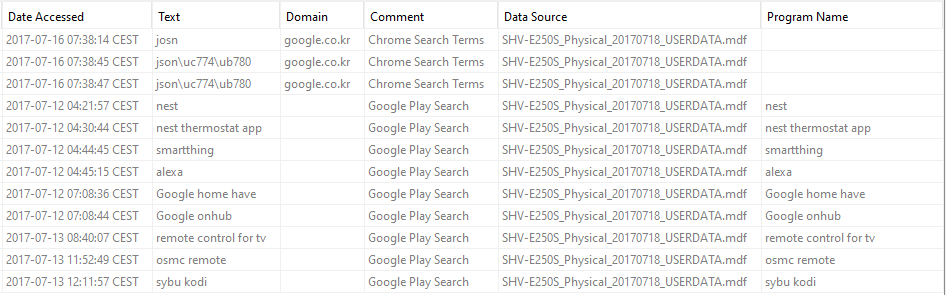 Date Accessed Text Domain Comment Data Source Program Name
2017-07-16 07:38:14 CEST josn google.co.kr Chrome Search Terms SHV-E250S_Physical_20170718_USERDATA.mdf
2017-07-16 07:38:45 CEST json\uc774\ub780 google.co.kr Chrome Search Terms SHV-E250S_Physical_20170718_USERDATA.mdf
2017-07-16 07:38:47 CEST json\uc774\ub780 google.co.kr Chrome Search Terms SHV-E250S_Physical_20170718_USERDATA.mdf
2017-07-12 04:21:57 CEST nest Google Play Search SHV-E250S_Physical_20170718_USERDATA.mdf nest
2017-07-12 04:30:44 CEST nest thermostat app Google Play Search SHV-E250S_Physical_20170718_USERDATA.mdf nest thermostat app
2017-07-12 04:44:45 CEST smartthing Google Play Search SHV-E250S_Physical_20170718_USERDATA.mdf smartthing
2017-07-12 04:45:15 CEST alexa Google Play Search SHV-E250S_Physical_20170718_USERDATA.mdf alexa
2017-07-12 07:08:36 CEST Google home have Google Play Search SHV-E250S_Physical_20170718_USERDATA.mdf Google home have
2017-07-12 07:08:44 CEST Google onhub Google Play Search SHV-E250S_Physical_20170718_USERDATA.mdf Google onhub
2017-07-13 08:40:07 CEST remote control for tv Google Play Search SHV-E250S_Physical_20170718_USERDATA.mdf remote control for tv
2017-07-13 11:52:49 CEST osmc remote Google Play Search SHV-E250S_Physical_20170718_USERDATA.mdf osmc remote
2017-07-13 12:11:57 CEST sybu kodi Google Play Search SHV-E250S_Physical_20170718_USERDATA.mdf sybu kodi